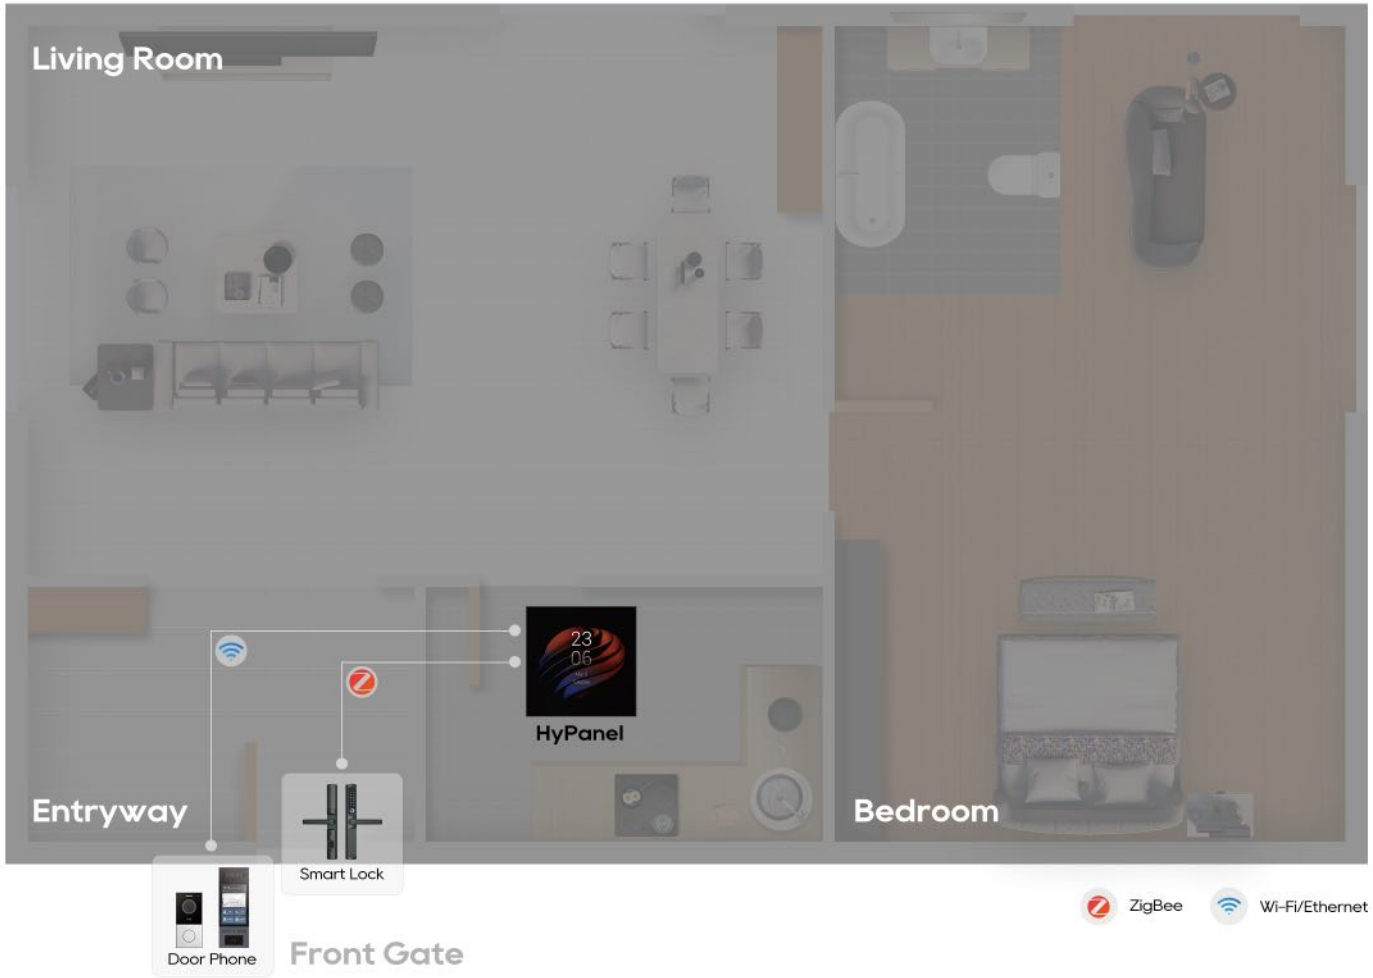 Living Room
23
06
HyPanel
Entryway
Bedroom
Smart Lock
Door Phone
Front Gate
ZigBee
Wi-Fi/Ethernet